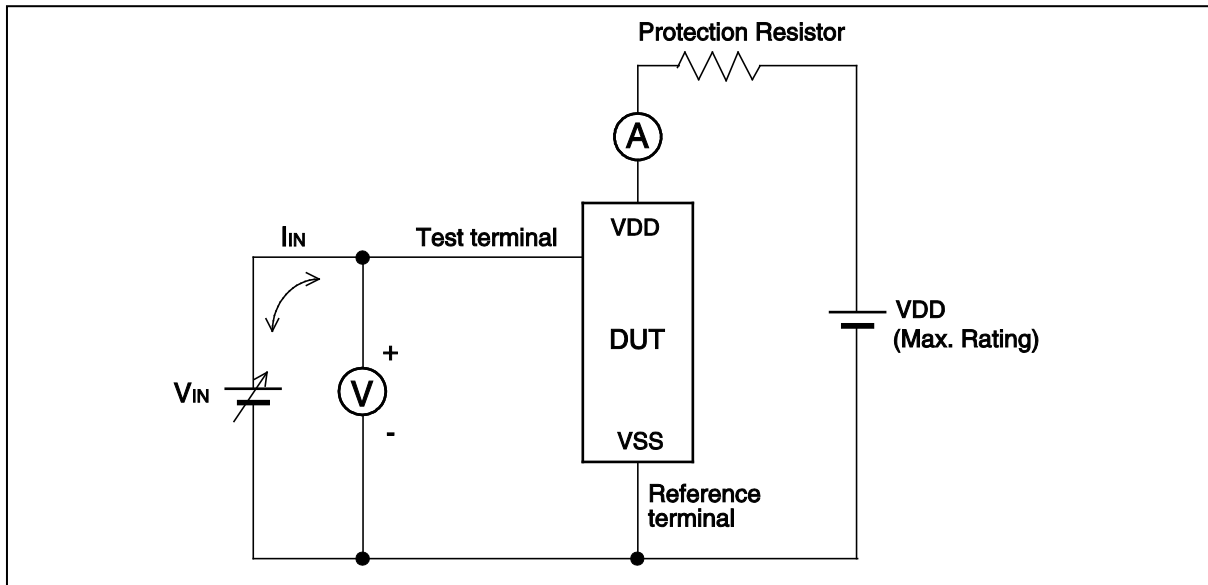 Protection Resistor
A
VDD
IIN
Test terminal
DUT
VDD
(Max. Rating)
+
VIN
V
-
VSS
Reference
terminal